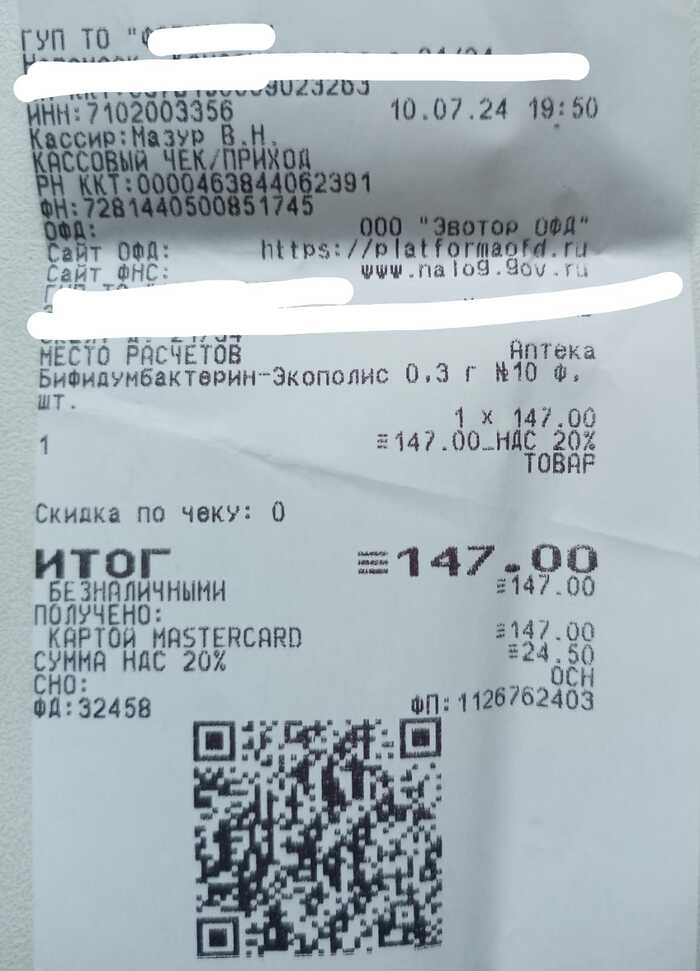 ГУП ТО "
ИНН:7102003356 10.07.24 19:50
Кассир:Мазур В.Н.
КАССОВЫЙ ЧЕК/ПРИХОД
РН ККТ:0000463844062391
ФН:7281440500851745
ОФД: ООО "Эвотор ОФД"
Сайт ОФД: https://platformaofd.ru
Сайт ФНС: www.nalog.gov.ru
МЕСТО РАСЧЕТОВ Аптека
Бифидумбактерин-Экополис 0,3 г №10 ф.
шт.
1 x 147.00
1 ≡147.00_НДС 20%
ТОВАР
Скидка по чеку: 0
ИТОГ ≡147.00
БЕЗНАЛИЧНЫМИ ≡147.00
ПОЛУЧЕНО:
КАРТОЙ MASTERCARD ≡147.00
СУММА НДС 20% ≡24.50
СНО: ОСН
ФД:32458 ФП:1126762403